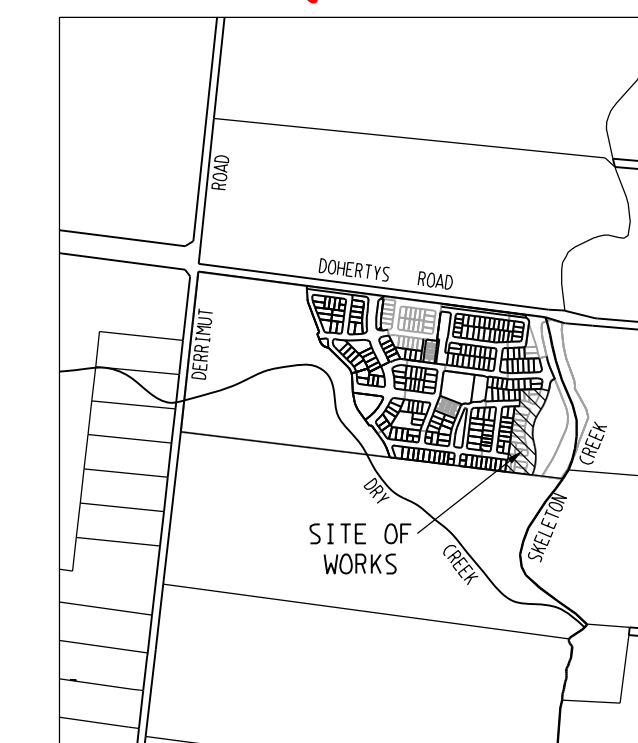 ROAD
DOHERTYS ROAD
DERRIMUT
CREEK
DRY
SKELETON
SITE OF
WORKS
CREEK